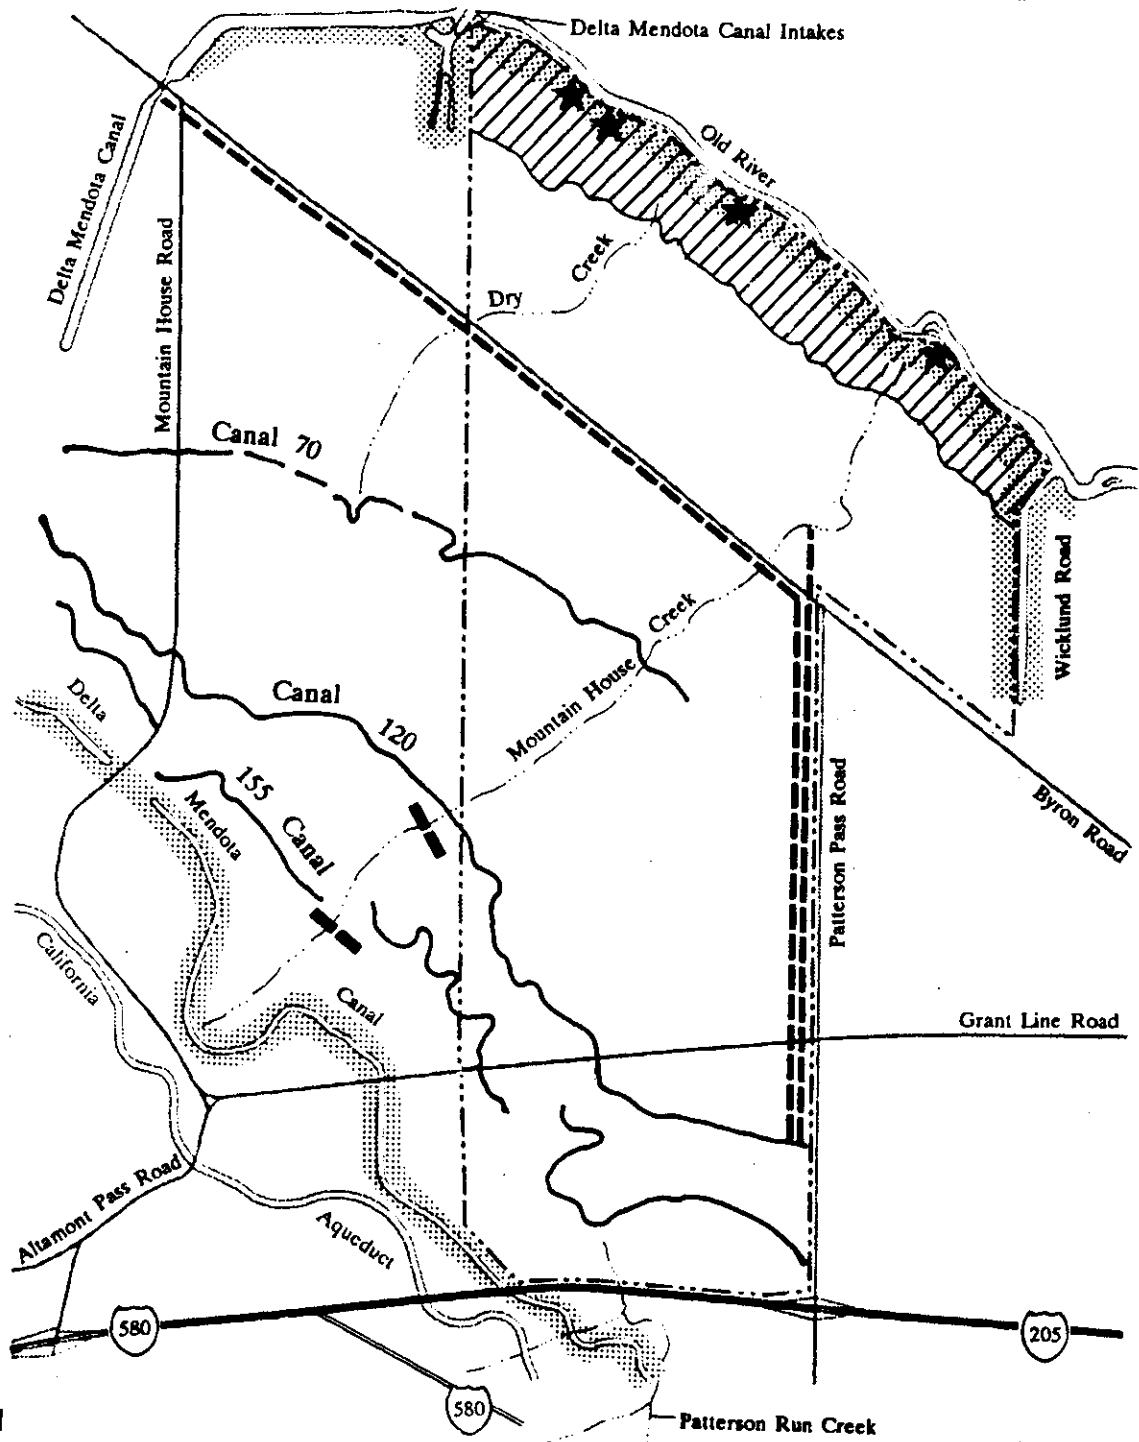 Delta Mendota Canal Intakes
Old River
Delta Mendota Canal
Mountain House Road
Creek
Dry
Canal 70
Wicklund Road
Creek
Mountain House
Delta
Canal
120
155
Canal
Mendota
Byron Road
Patterson Pass Road
California
Canal
Grant Line Road
Altamont Pass Road
Aqueduct
580
205
580
Patterson Run Creek